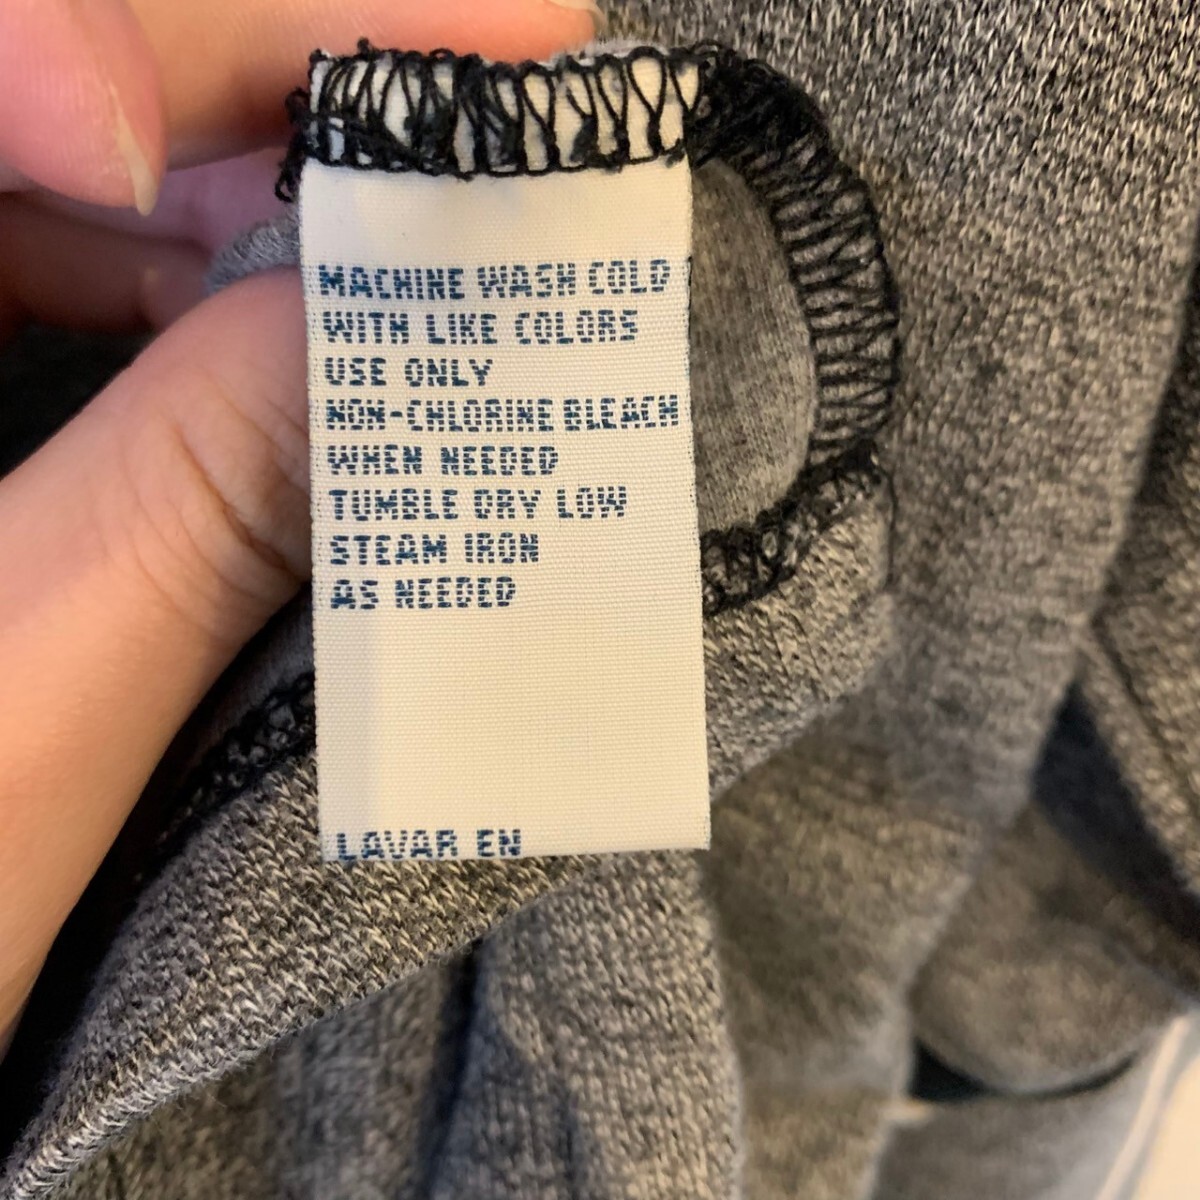 MACHINE WASH COLD
WITH LIKE COLORS
USE ONLY
NON-CHLORINE BLEACH
WHEN NEEDED
TUMBLE DRY LOW
STEAM IRON
AS NEEDED
LAVAR EN